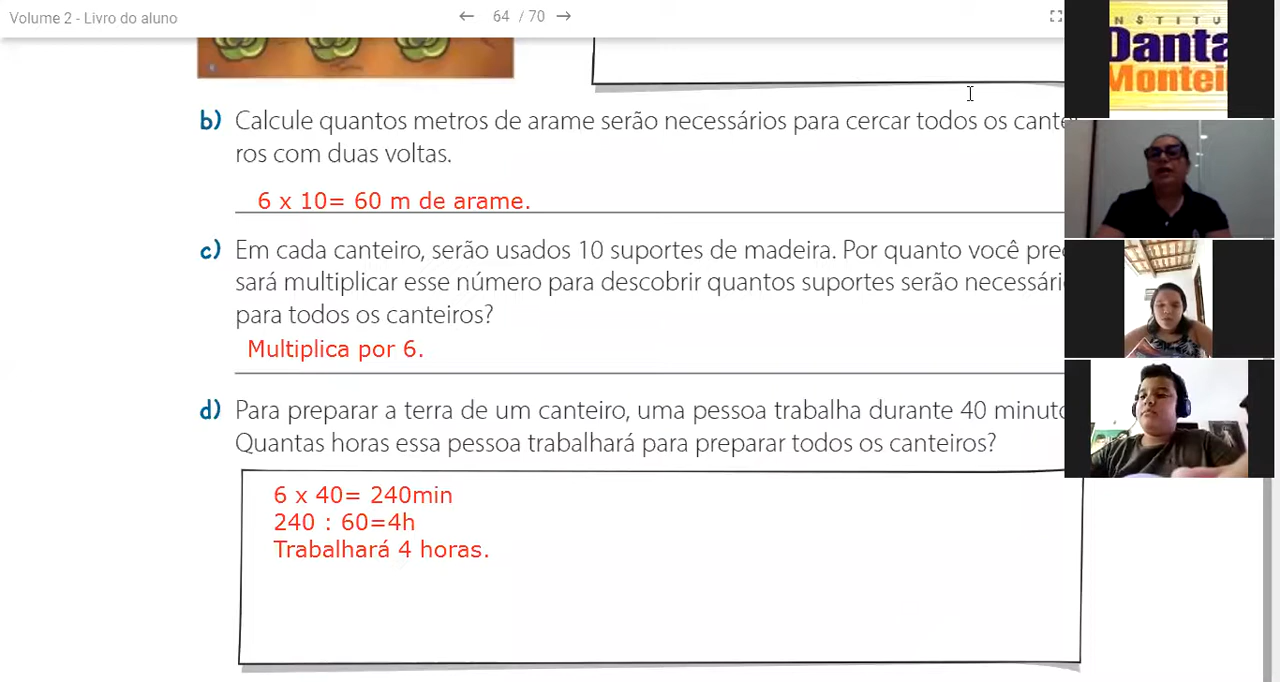 Volume 2 - Livro do aluno
← 64 / 70 →
NSTITU
Danta
Montei
b) Calcule quantos metros de arame serão necessários para cercar todos os cantei
ros com duas voltas.
6 x 10= 60 m de arame.
c) Em cada canteiro, serão usados 10 suportes de madeira. Por quanto você pre
sará multiplicar esse número para descobrir quantos suportes serão necessári
para todos os canteiros?
Multiplica por 6.
d) Para preparar a terra de um canteiro, uma pessoa trabalha durante 40 minuto
Quantas horas essa pessoa trabalhará para preparar todos os canteiros?
6 x 40= 240min
240 : 60=4h
Trabalhará 4 horas.